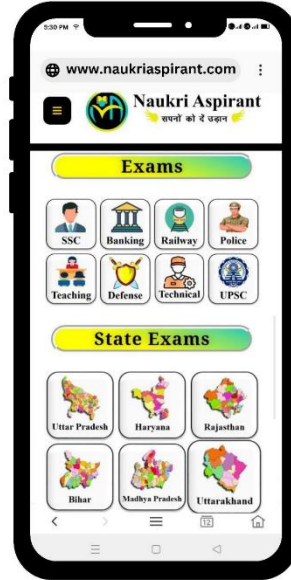 5:30 PM
www.naukriaspirant.com
Naukri Aspirant
सपनों को दें उड़ान
Exams
SSC Banking Railway Police
Teaching Defense Technical UPSC
State Exams
Uttar Pradesh Haryana Rajasthan
Bihar Madhya Pradesh Uttarakhand
12